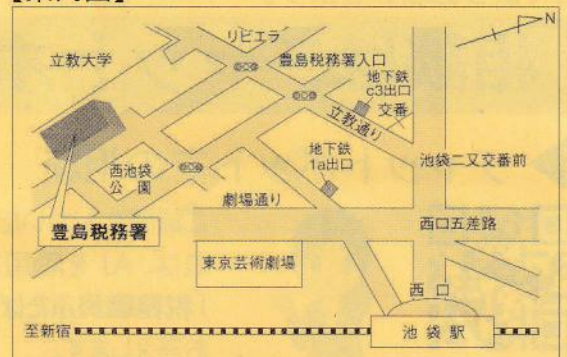 N
リビエラ
立教大学
豊島税務署入口
地下鉄
c3出口
交番
立教通り
地下鉄
1a出口
池袋二又交番前
西池袋
公園
劇場通り
豊島税務署
西口五差路
東京芸術劇場
西口
至新宿
池袋駅